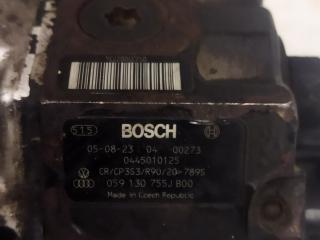 515 BOSCH
05-08-23 04 00273
0445010125
CR/CP3S3/R90/20-789S
059 130 755J B00
Made in Czech Republic